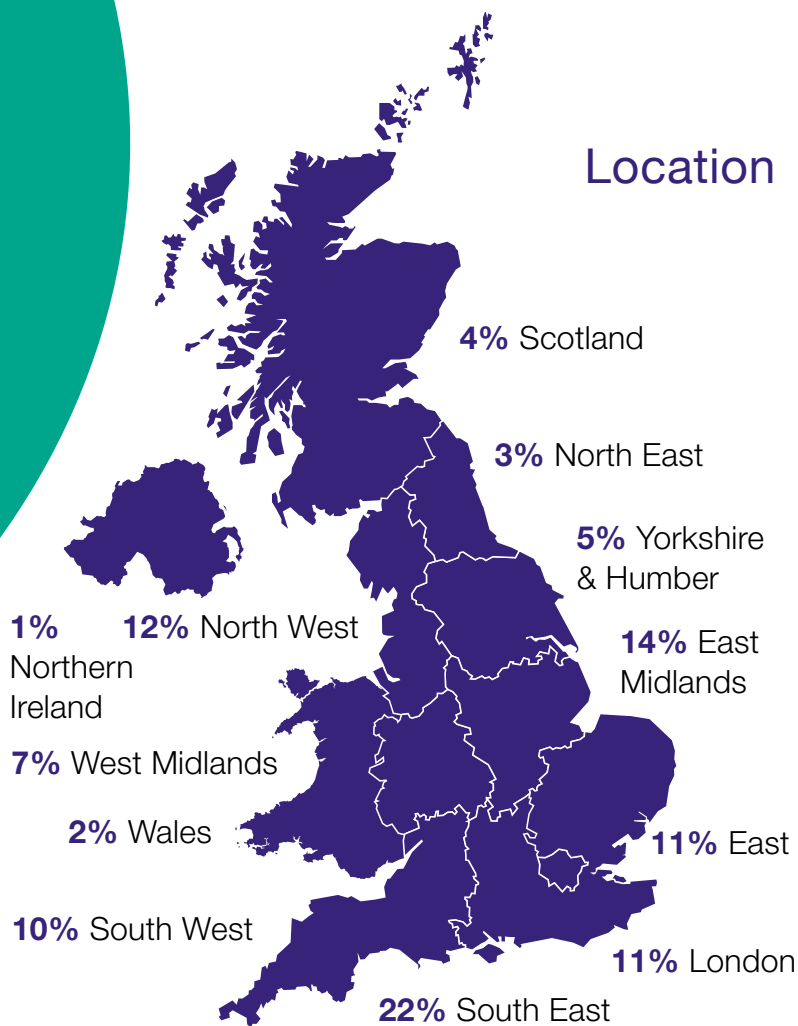 Location
4% Scotland
3% North East
5% Yorkshire
& Humber
1%
Northern
Ireland
12% North West
14% East
Midlands
7% West Midlands
2% Wales
11% East
10% South West
11% London
22% South East